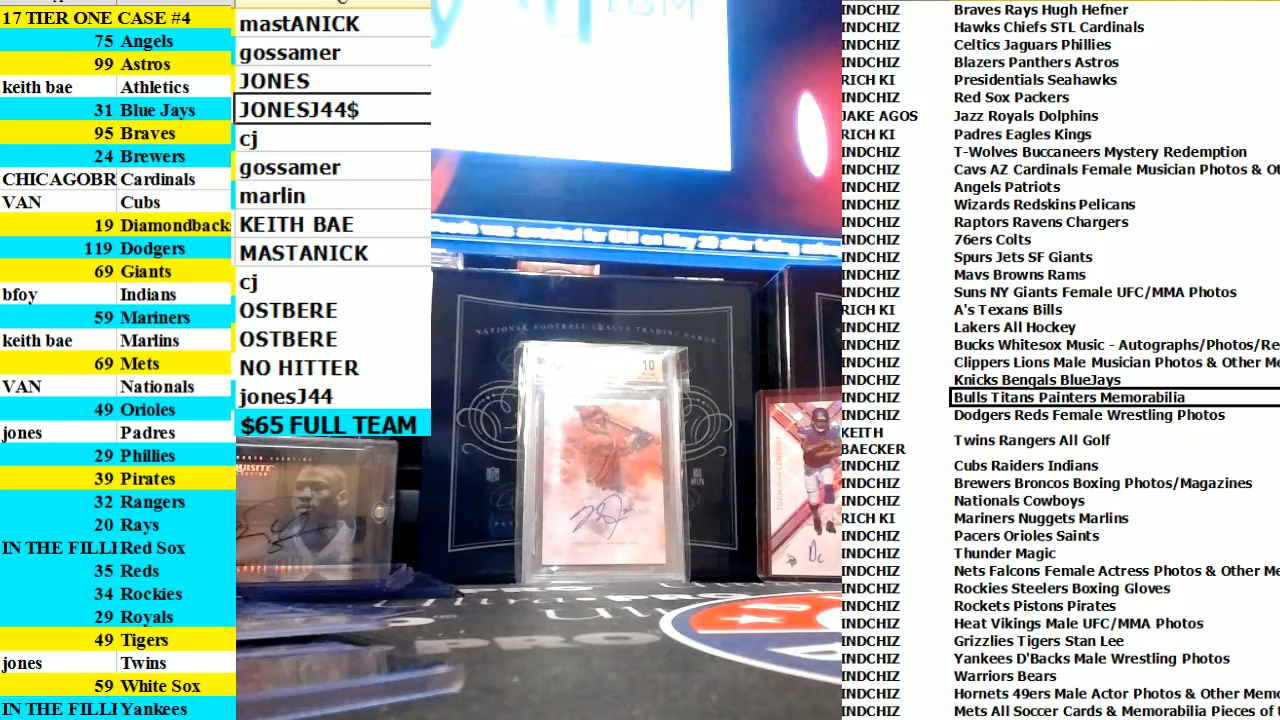 17 TIER ONE CASE #4
75 Angels
99 Astros
keith bae Athletics
31 Blue Jays
95 Braves
24 Brewers
CHICAGOBR Cardinals
VAN Cubs
19 Diamondback
119 Dodgers
69 Giants
bfoy Indians
59 Mariners
keith bae Marlins
69 Mets
VAN Nationals
49 Orioles
jones Padres
29 Phillies
39 Pirates
32 Rangers
20 Rays
IN THE FILLI Red Sox
35 Reds
34 Rockies
29 Royals
49 Tigers
jones Twins
59 White Sox
IN THE FILLI Yankees
mastANICK
gossamer
JONES
JONESJ44$
cj
gossamer
marlin
KEITH BAE
MASTANICK
cj
OSTBERE
OSTBERE
NO HITTER
jonesJ44
$65 FULL TEAM
NATIONAL FOOTBALL LEAGUE TRADING CARDS
10
PRO
INDCHIZ Braves Rays Hugh Hefner
INDCHIZ Hawks Chiefs STL Cardinals
INDCHIZ Celtics Jaguars Phillies
INDCHIZ Blazers Panthers Astros
RICH KI Presidentials Seahawks
INDCHIZ Red Sox Packers
JAKE AGOS Jazz Royals Dolphins
RICH KI Padres Eagles Kings
INDCHIZ T-Wolves Buccaneers Mystery Redemption
INDCHIZ Cavs AZ Cardinals Female Musician Photos & Ot
INDCHIZ Angels Patriots
INDCHIZ Wizards Redskins Pelicans
INDCHIZ Raptors Ravens Chargers
INDCHIZ 76ers Colts
INDCHIZ Spurs Jets SF Giants
INDCHIZ Mavs Browns Rams
INDCHIZ Suns NY Giants Female UFC/MMA Photos
RICH KI A's Texans Bills
INDCHIZ Lakers All Hockey
INDCHIZ Bucks Whitesox Music - Autographs/Photos/Re
INDCHIZ Clippers Lions Male Musician Photos & Other Me
INDCHIZ Knicks Bengals BlueJays
INDCHIZ Bulls Titans Painters Memorabilia
INDCHIZ Dodgers Reds Female Wrestling Photos
KEITH BAECKER Twins Rangers All Golf
INDCHIZ Cubs Raiders Indians
INDCHIZ Brewers Broncos Boxing Photos/Magazines
INDCHIZ Nationals Cowboys
RICH KI Mariners Nuggets Marlins
INDCHIZ Pacers Orioles Saints
INDCHIZ Thunder Magic
INDCHIZ Nets Falcons Female Actress Photos & Other Me
INDCHIZ Rockies Steelers Boxing Gloves
INDCHIZ Rockets Pistons Pirates
INDCHIZ Heat Vikings Male UFC/MMA Photos
INDCHIZ Grizzlies Tigers Stan Lee
INDCHIZ Yankees D'Backs Male Wrestling Photos
INDCHIZ Warriors Bears
INDCHIZ Hornets 49ers Male Actor Photos & Other Memo
INDCHIZ Mets All Soccer Cards & Memorabilia Pieces of t